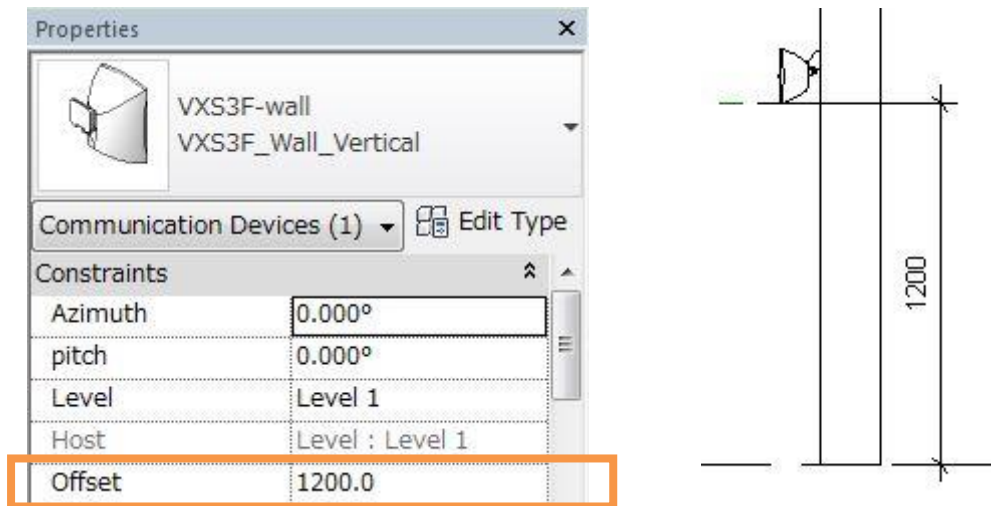 Properties
VXS3F-wall
VXS3F_Wall_Vertical
Communication Devices (1) Edit Type
Constraints
Azimuth 0.000°
pitch 0.000°
Level Level 1
Host Level : Level 1
Offset 1200.0
1200